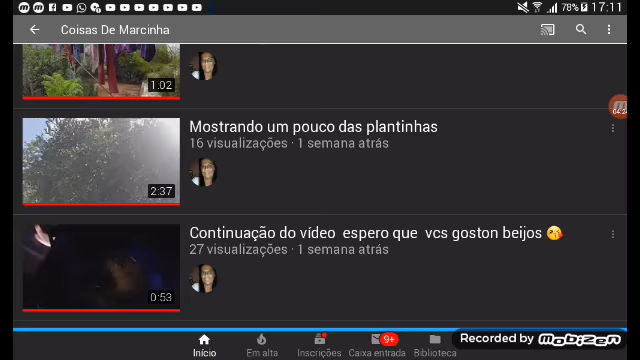 78% 17:11
Coisas De Marcinha
1:02
04:24
Mostrando um pouco das plantinhas
16 visualizações · 1 semana atrás
2:37
Continuação do vídeo espero que vcs goston beijos 😘
27 visualizações · 1 semana atrás
0:53
9+
Início Em alta Inscrições Caixa entrada Biblioteca
Recorded by mobizen